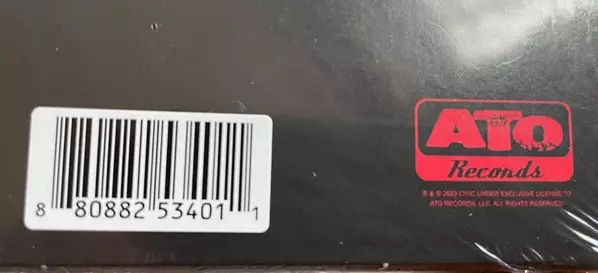 8 80882 53401 1
ATO
Records
℗ & © 2023 CIVIC UNDER EXCLUSIVE LICENSE TO
ATO RECORDS, LLC. ALL RIGHTS RESERVED